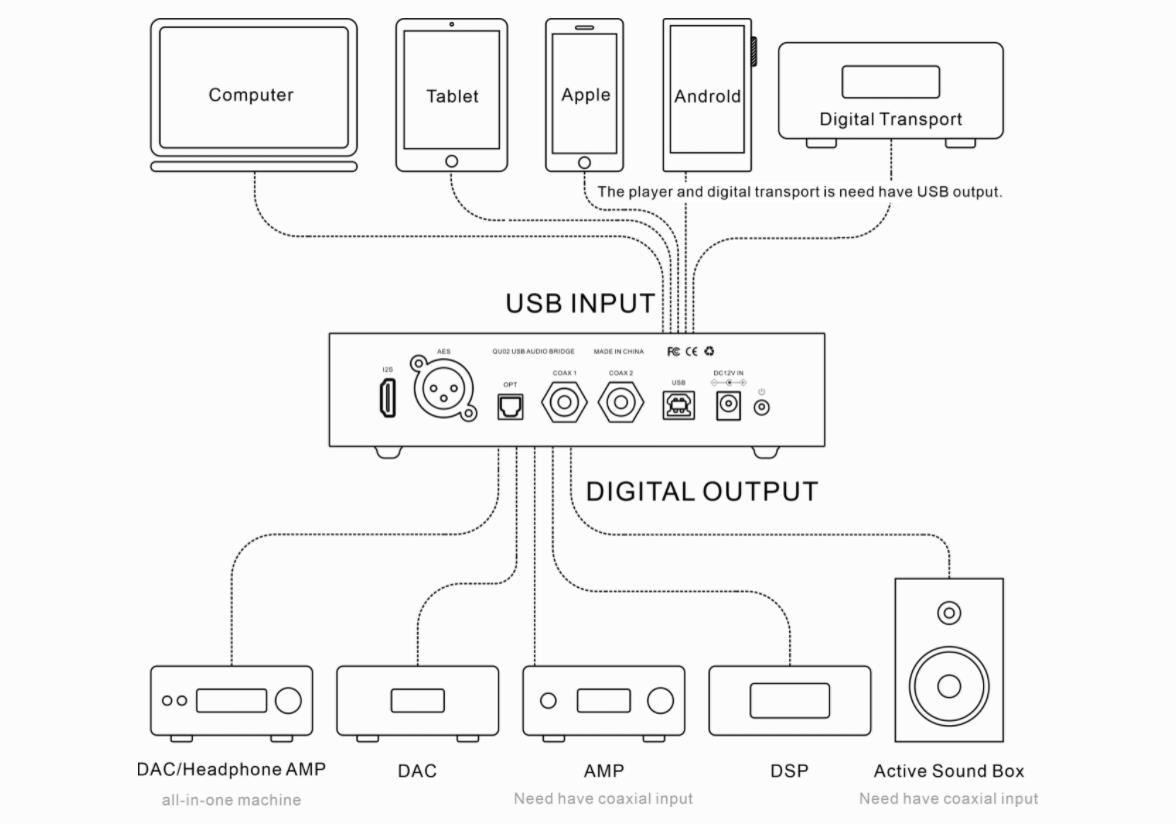 Computer
Tablet
Apple
Androld
Digital Transport
The player and digital transport is need have USB output.
USB INPUT
AES
QU02 USB AUDIO BRIDGE
MADE IN CHINA
FC CE
I2S
OPT
COAX 1
COAX 2
USB
DC12V IN
DIGITAL OUTPUT
DAC/Headphone AMP
DAC
AMP
DSP
Active Sound Box
all-in-one machine
Need have coaxial input
Need have coaxial input